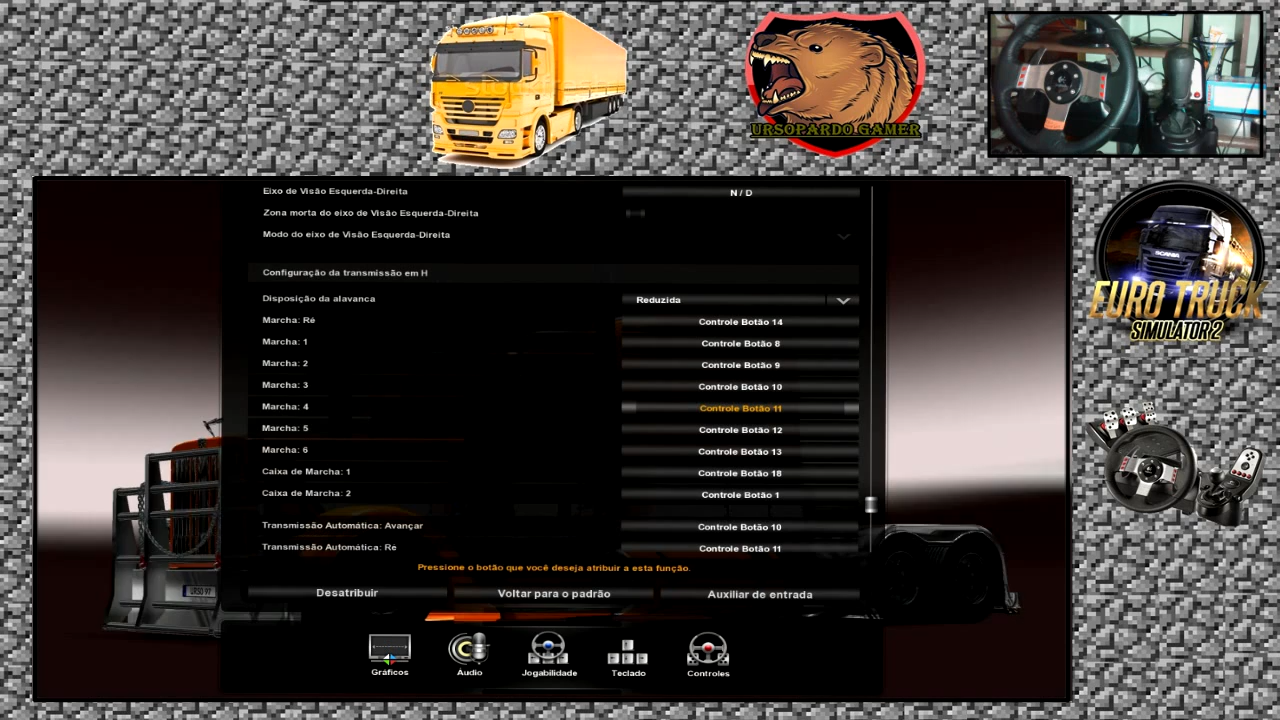 URSOPARDO.GAMER
Eixo de Visão Esquerda-Direita
N / D
Zona morta do eixo de Visão Esquerda-Direita
Modo do eixo de Visão Esquerda-Direita
Configuração da transmissão em H
Disposição da alavanca
Reduzida
Marcha: Ré
Controle Botão 14
Marcha: 1
Controle Botão 8
Marcha: 2
Controle Botão 9
Marcha: 3
Controle Botão 10
Marcha: 4
Controle Botão 11
Marcha: 5
Controle Botão 12
Marcha: 6
Controle Botão 13
Caixa de Marcha: 1
Controle Botão 18
Caixa de Marcha: 2
Controle Botão 1
Transmissão Automática: Avançar
Controle Botão 10
Transmissão Automática: Ré
Controle Botão 11
Pressione o botão que você deseja atribuir a esta função.
Desatribuir
Voltar para o padrão
Auxiliar de entrada
Gráficos
Áudio
Jogabilidade
Teclado
Controles
URSO 97
SCANIA
EURO TRUCK
SIMULATOR 2